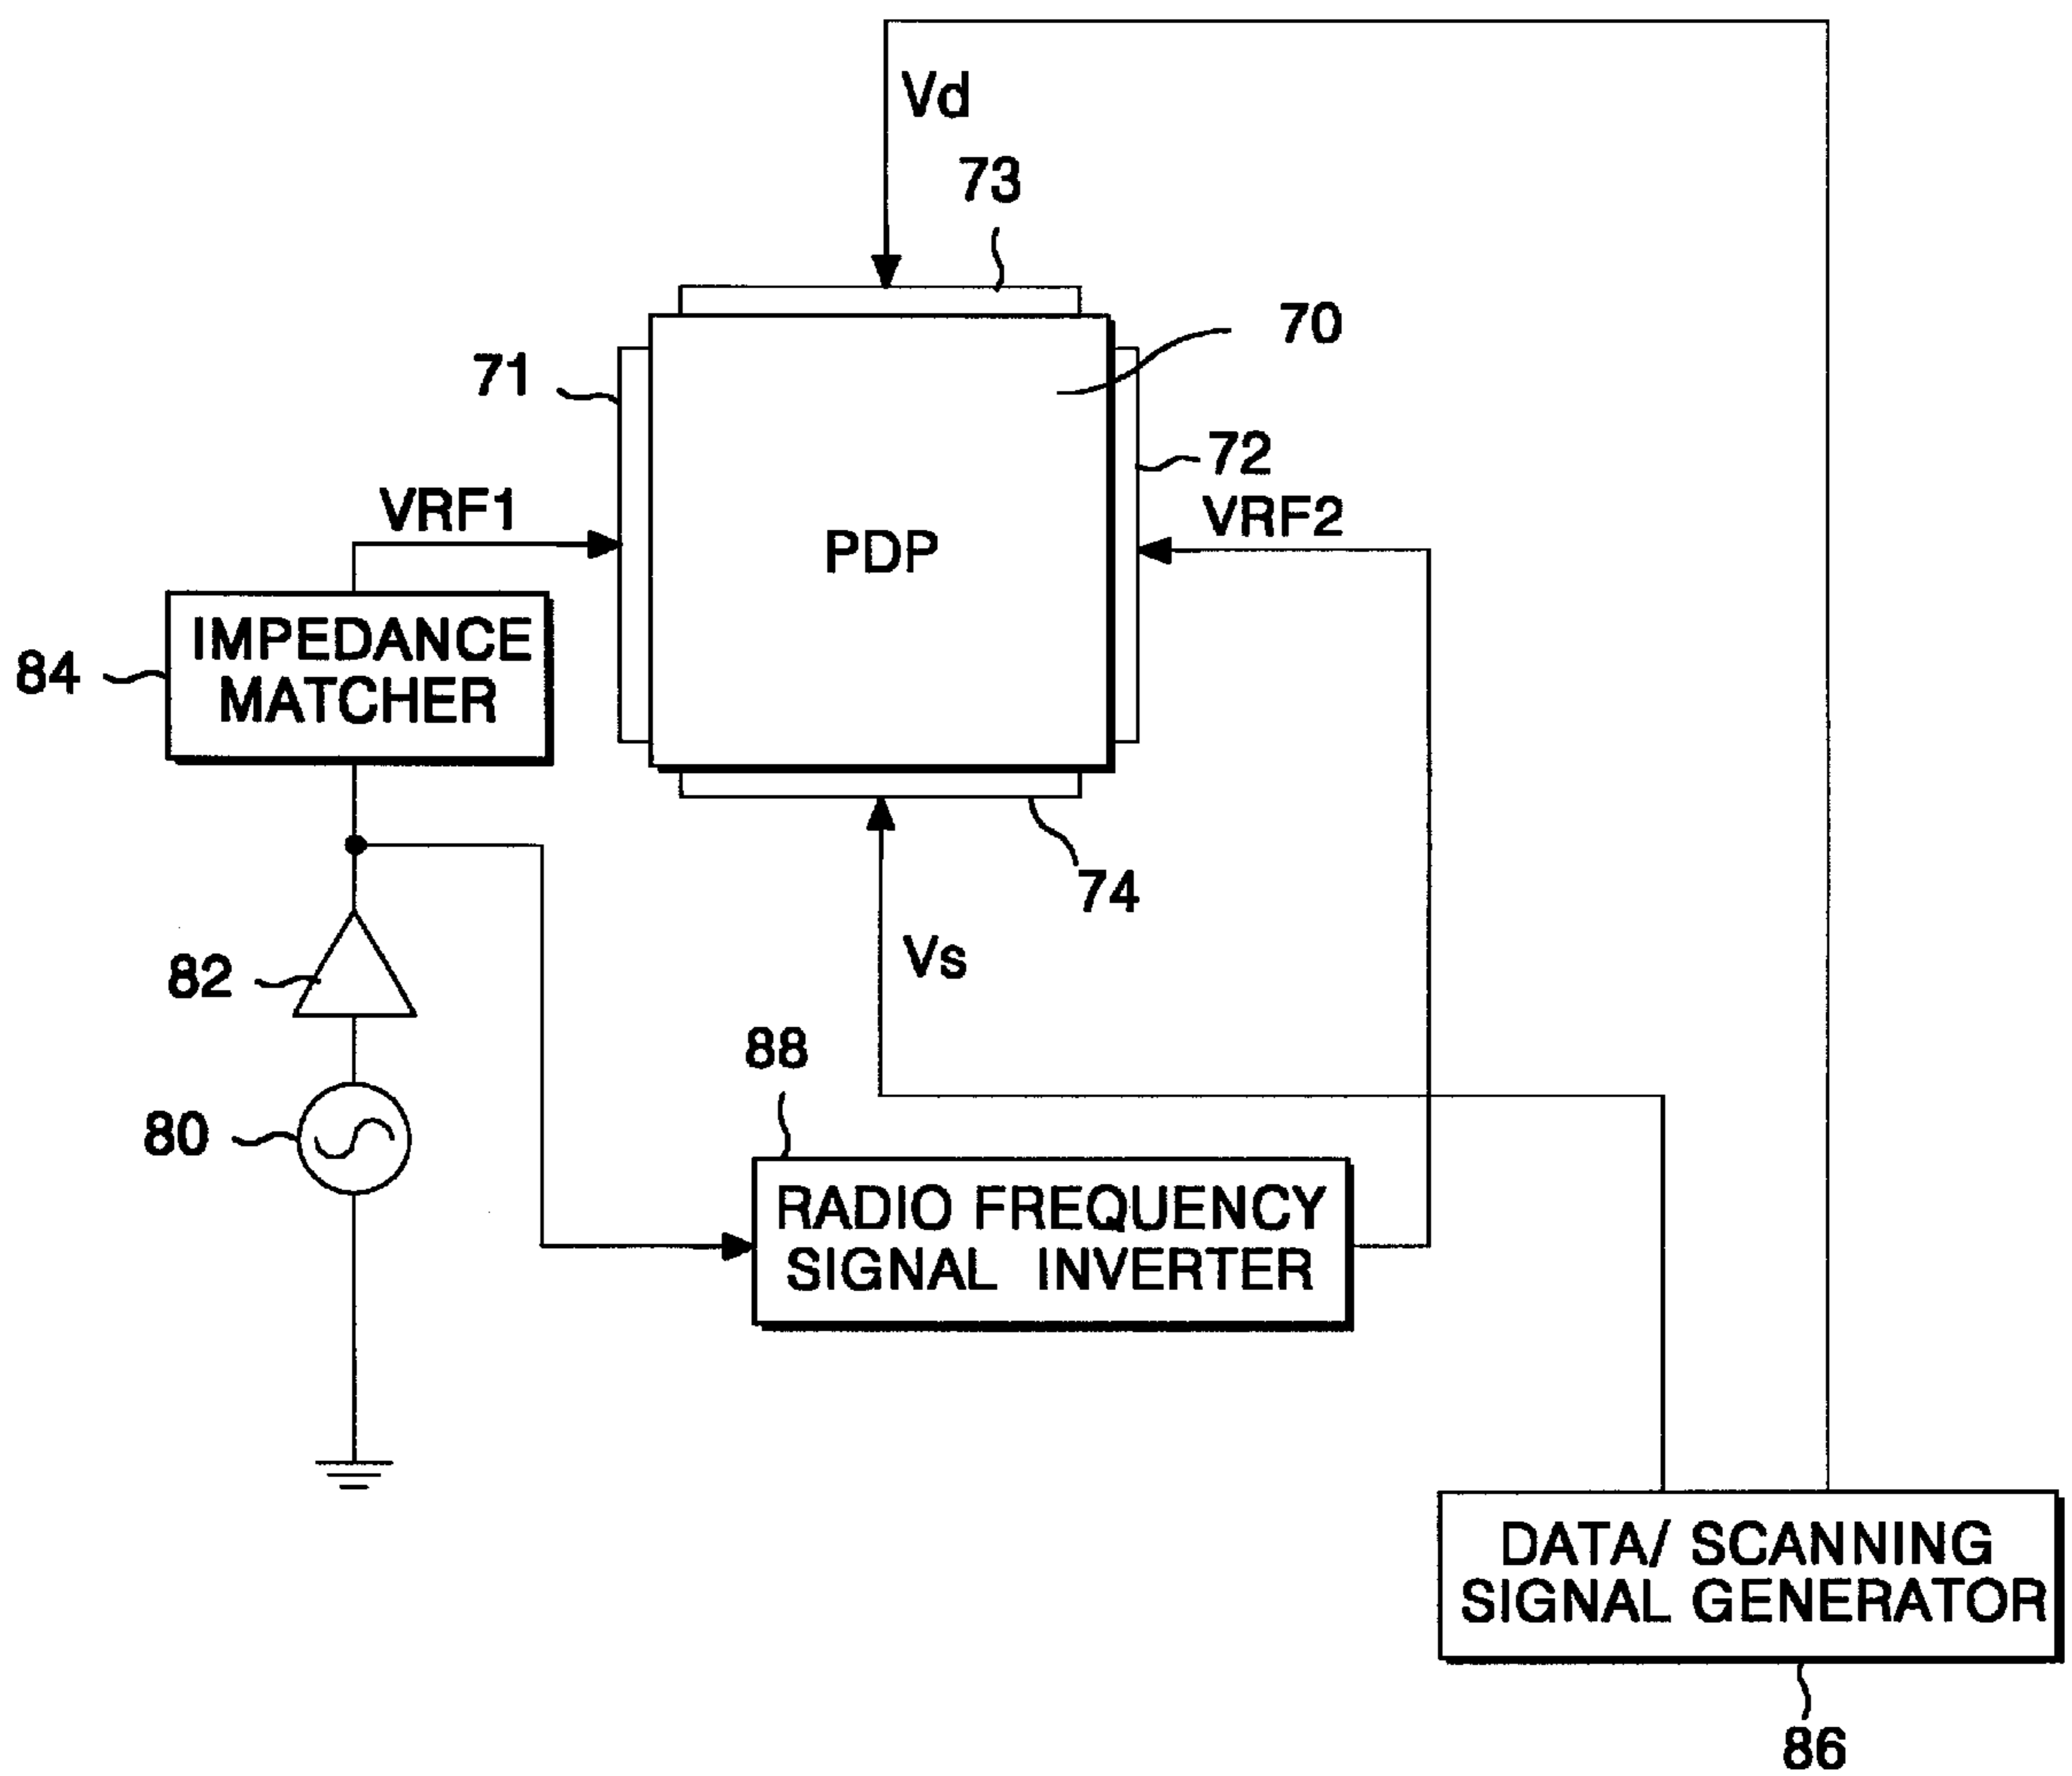 Vd
73
70
71
72
VRF1
VRF2
PDP
IMPEDANCE
MATCHER
84
74
82
Vs
88
80
RADIO FREQUENCY
SIGNAL INVERTER
DATA/ SCANNING
SIGNAL GENERATOR
86